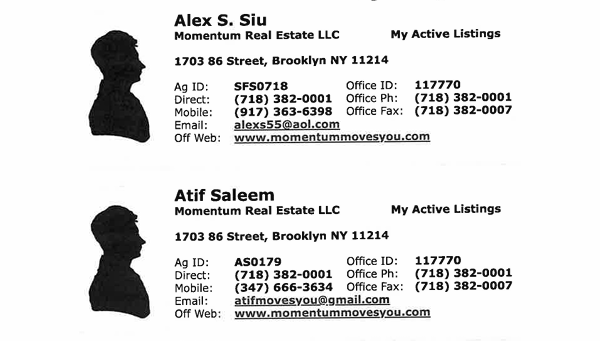 Alex S. Siu
Momentum Real Estate LLC My Active Listings
1703 86 Street, Brooklyn NY 11214
Ag ID: SFS0718 Office ID: 117770
Direct: (718) 382-0001 Office Ph: (718) 382-0001
Mobile: (917) 363-6398 Office Fax: (718) 382-0007
Email: alexs55@aol.com
Off Web: www.momentummovesyou.com
Atif Saleem
Momentum Real Estate LLC My Active Listings
1703 86 Street, Brooklyn NY 11214
Ag ID: AS0179 Office ID: 117770
Direct: (718) 382-0001 Office Ph: (718) 382-0001
Mobile: (347) 666-3634 Office Fax: (718) 382-0007
Email: atifmovesyou@gmail.com
Off Web: www.momentummovesyou.com